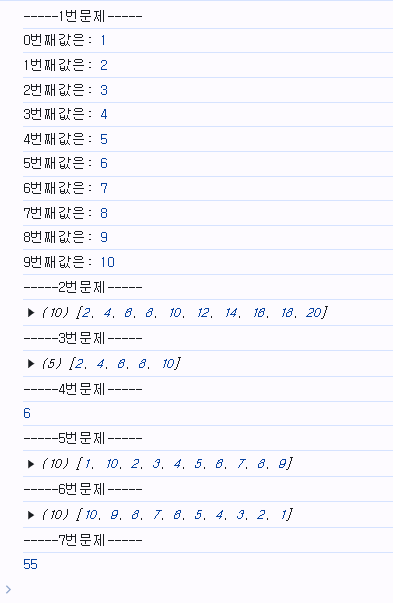 -----1번문제-----
0번째값은: 1
1번째값은: 2
2번째값은: 3
3번째값은: 4
4번째값은: 5
5번째값은: 6
6번째값은: 7
7번째값은: 8
8번째값은: 9
9번째값은: 10
-----2번문제-----
▶ (10) [2, 4, 6, 8, 10, 12, 14, 16, 18, 20]
-----3번문제-----
▶ (5) [2, 4, 6, 8, 10]
-----4번문제-----
6
-----5번문제-----
▶ (10) [1, 10, 2, 3, 4, 5, 6, 7, 8, 9]
-----6번문제-----
▶ (10) [10, 9, 8, 7, 6, 5, 4, 3, 2, 1]
-----7번문제-----
55
>